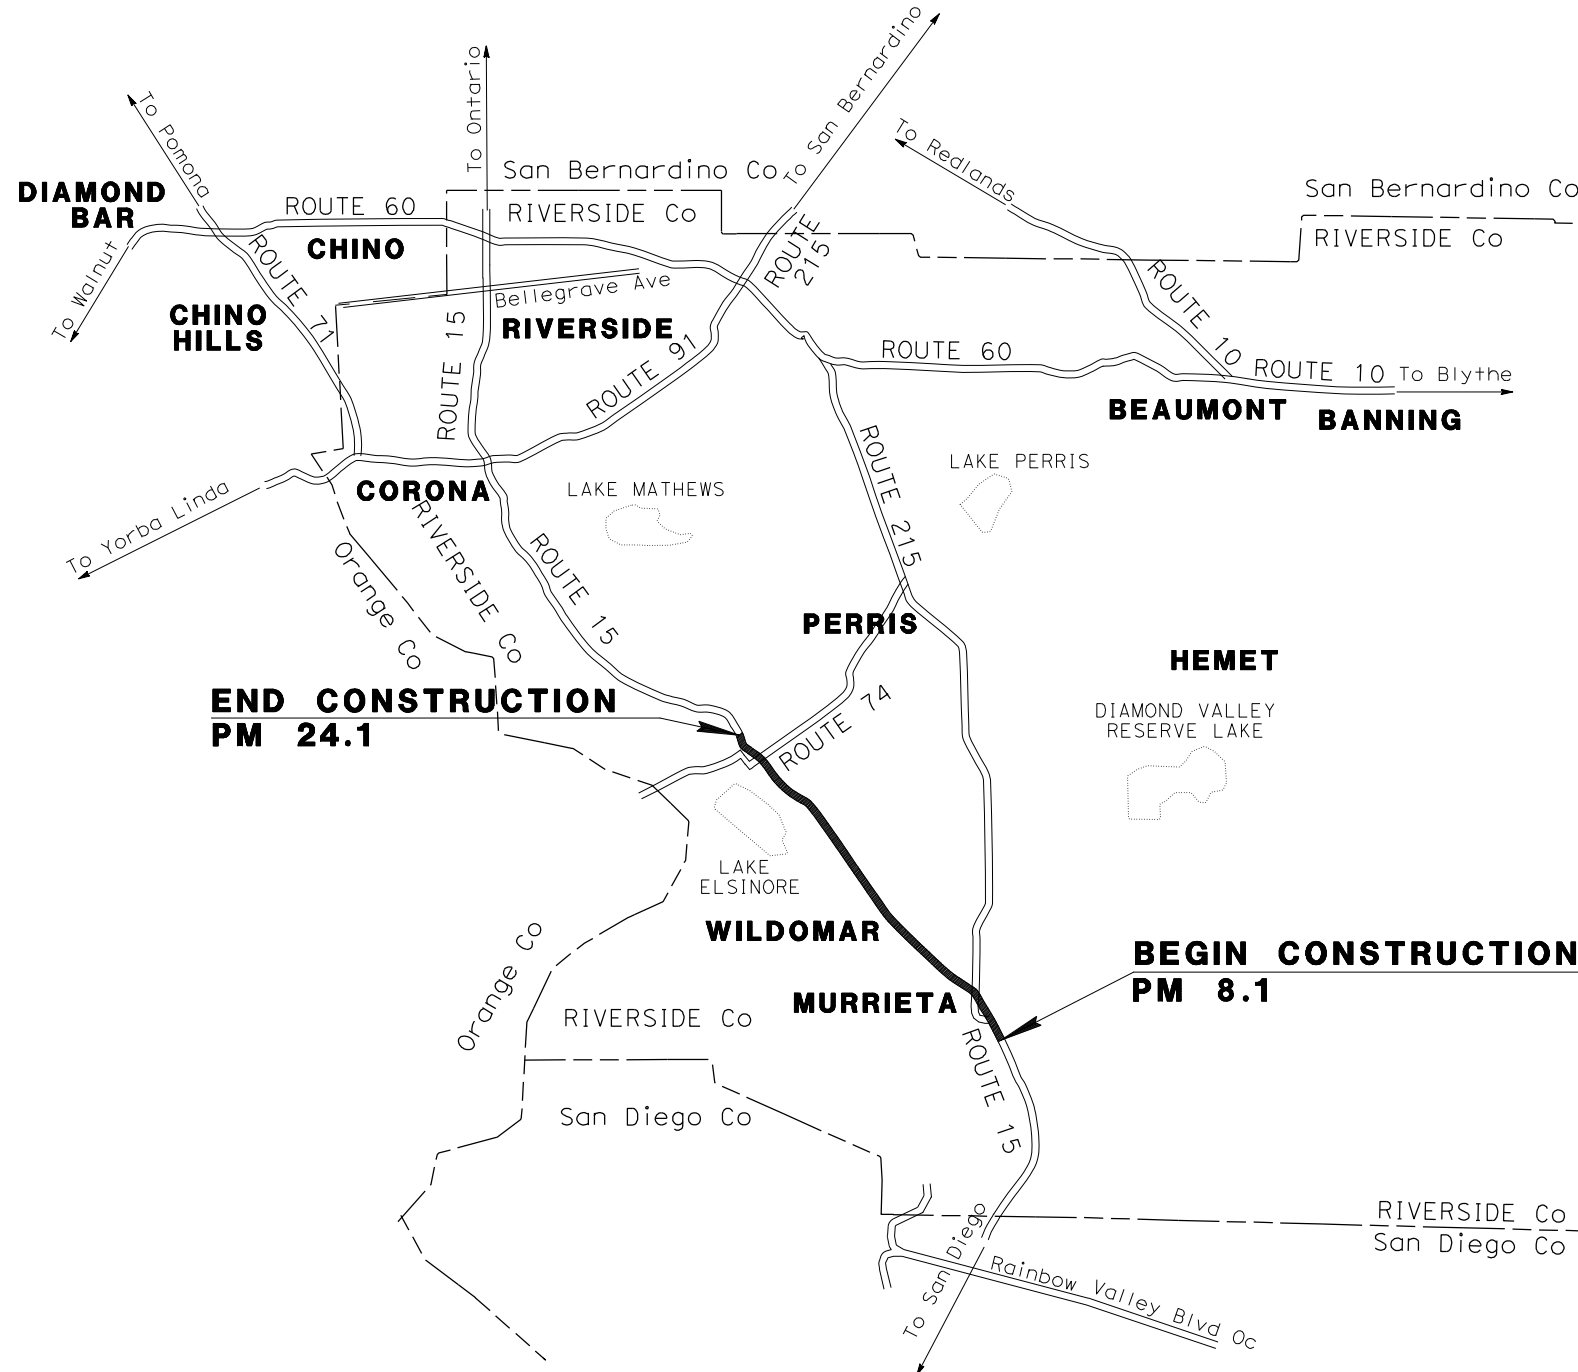 To Ontario
To San Bernardino
To Pomona
To Redlands
San Bernardino Co
San Bernardino Co
DIAMOND
BAR
ROUTE 60
RIVERSIDE Co
RIVERSIDE Co
CHINO
ROUTE
215
To Walnut
ROUTE 71
Bellegrave Ave
ROUTE 10
CHINO
HILLS
ROUTE 15
RIVERSIDE
ROUTE 91
ROUTE 60
ROUTE 10
To Blythe
BEAUMONT
BANNING
LAKE PERRIS
CORONA
LAKE MATHEWS
ROUTE 215
To Yorba Linda
RIVERSIDE Co
Orange Co
ROUTE 15
PERRIS
HEMET
END CONSTRUCTION
PM 24.1
ROUTE 74
DIAMOND VALLEY
RESERVE LAKE
LAKE
ELSINORE
WILDOMAR
Orange Co
BEGIN CONSTRUCTION
PM 8.1
MURRIETA
RIVERSIDE Co
ROUTE 15
San Diego Co
RIVERSIDE Co
San Diego Co
To San Diego
Rainbow Valley Blvd Oc